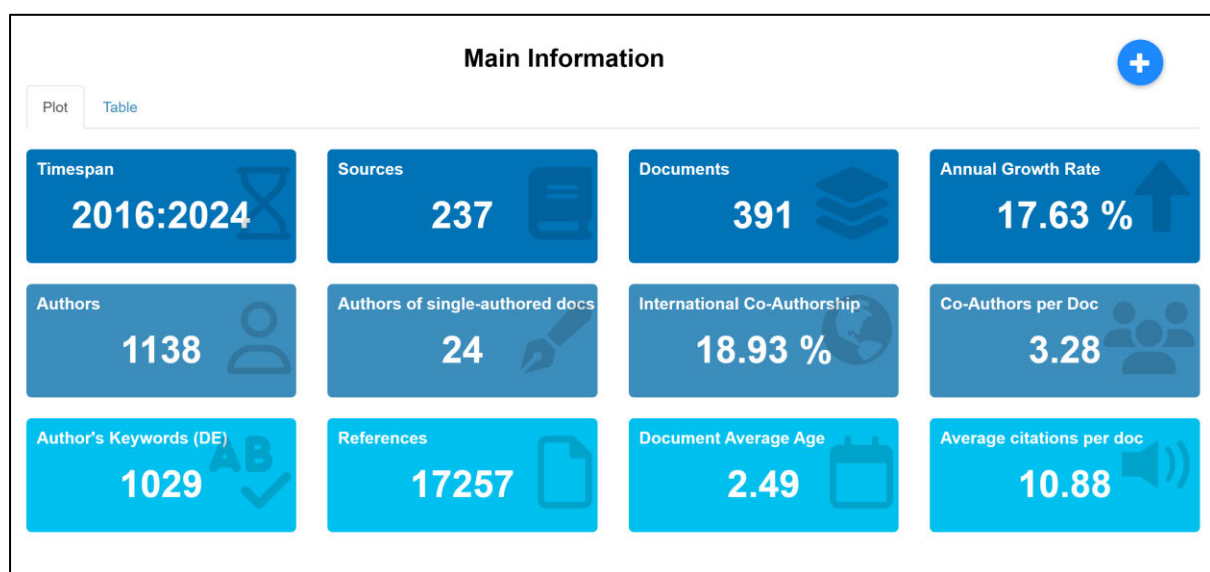 Main Information
Plot Table
Timespan
2016:2024
Sources
237
Documents
391
Annual Growth Rate
17.63 %
Authors
1138
Authors of single-authored docs
24
International Co-Authorship
18.93 %
Co-Authors per Doc
3.28
Author's Keywords (DE)
1029
AB
References
17257
Document Average Age
2.49
Average citations per doc
10.88